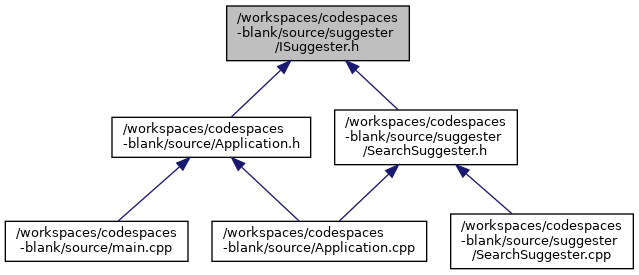 /workspaces/codespaces
-blank/source/suggester
/ISuggester.h
/workspaces/codespaces
-blank/source/Application.h
/workspaces/codespaces
-blank/source/suggester
/SearchSuggester.h
/workspaces/codespaces
-blank/source/main.cpp
/workspaces/codespaces
-blank/source/Application.cpp
/workspaces/codespaces
-blank/source/suggester
/SearchSuggester.cpp